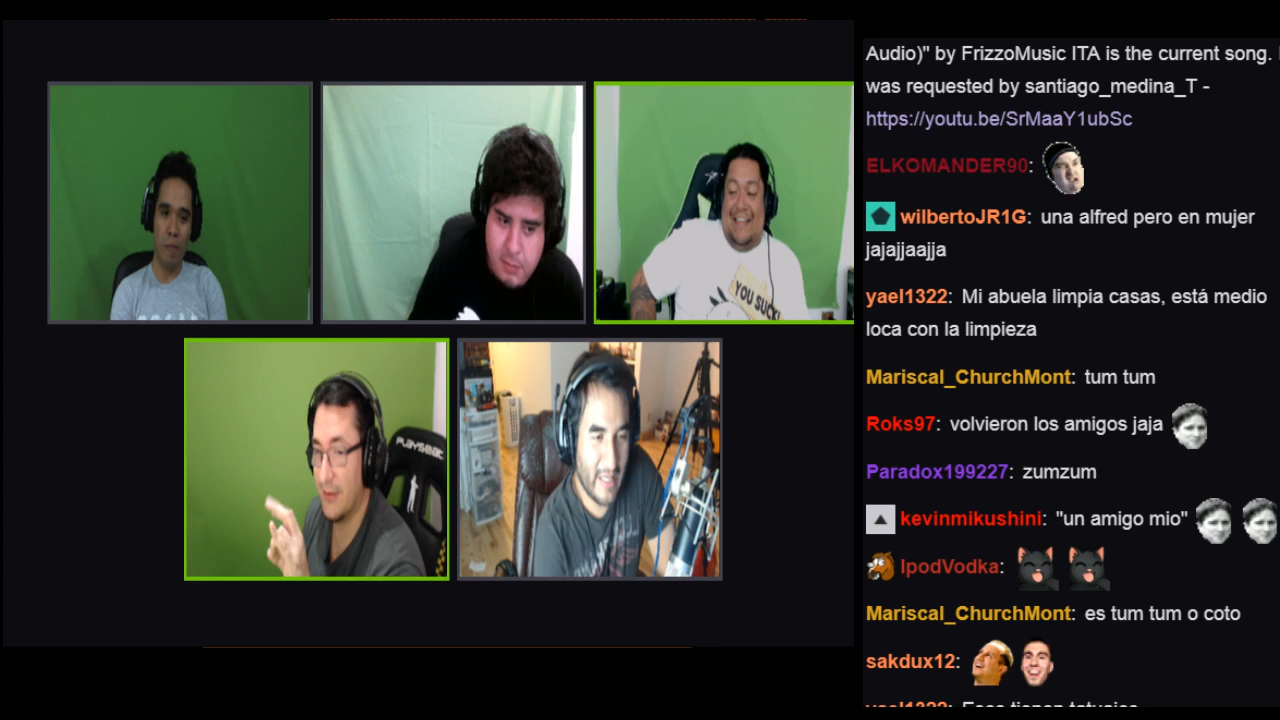 Audio)" by FrizzoMusic ITA is the current song.
was requested by santiago_medina_T -
https://youtu.be/SrMaaY1ubSc
ELKOMANDER90:
wilbertoJR1G: una alfred pero en mujer
jajajjaajja
yael1322: Mi abuela limpia casas, está medio
loca con la limpieza
Mariscal_ChurchMont: tum tum
Roks97: volvieron los amigos jaja
Paradox199227: zumzum
kevinmikushini: "un amigo mio"
IpodVodka:
Mariscal_ChurchMont: es tum tum o coto
sakdux12:
YOU SUCK!
PLAYSEAT